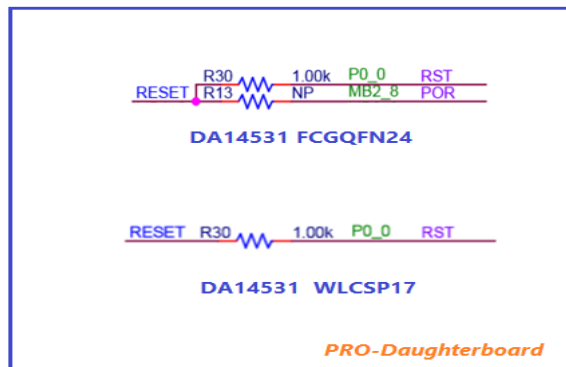 R30 1.00k P0_0 RST
RESET R13 NP MB2_8 POR
DA14531 FCGQFN24
RESET R30 1.00k P0_0 RST
DA14531 WLCSP17
PRO-Daughterboard